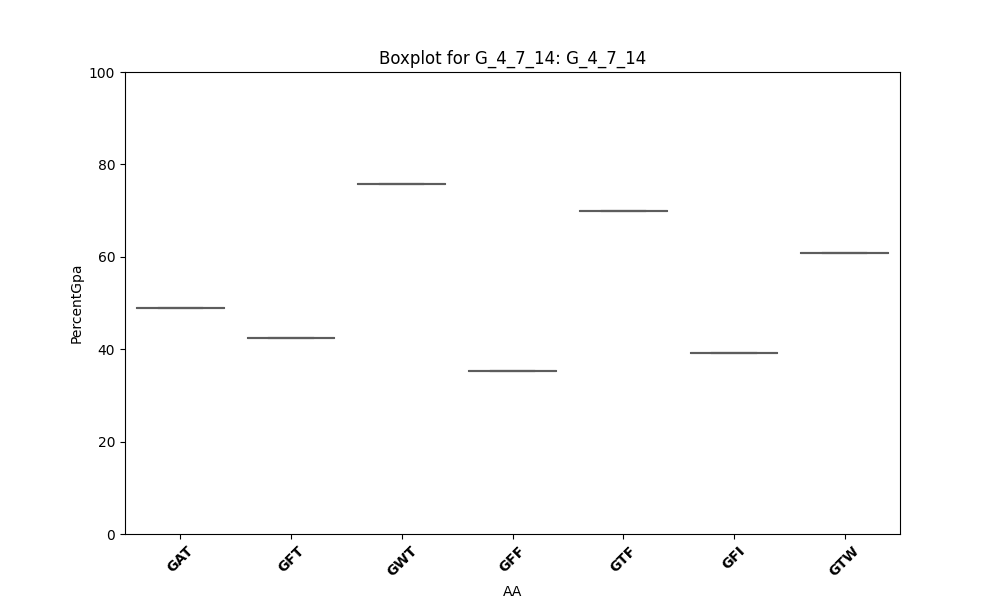 Boxplot for G_4_7_14: G_4_7_14
100
80
60
40
20
0
PercentGpa
GAT
GFT
GWT
GFF
GTF
GFI
GTW
AA